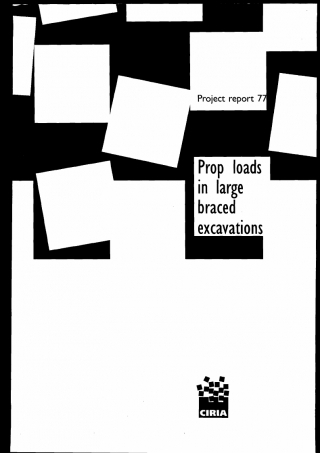 Project report 77
Prop loads
in large
braced
excavations
CIRIA